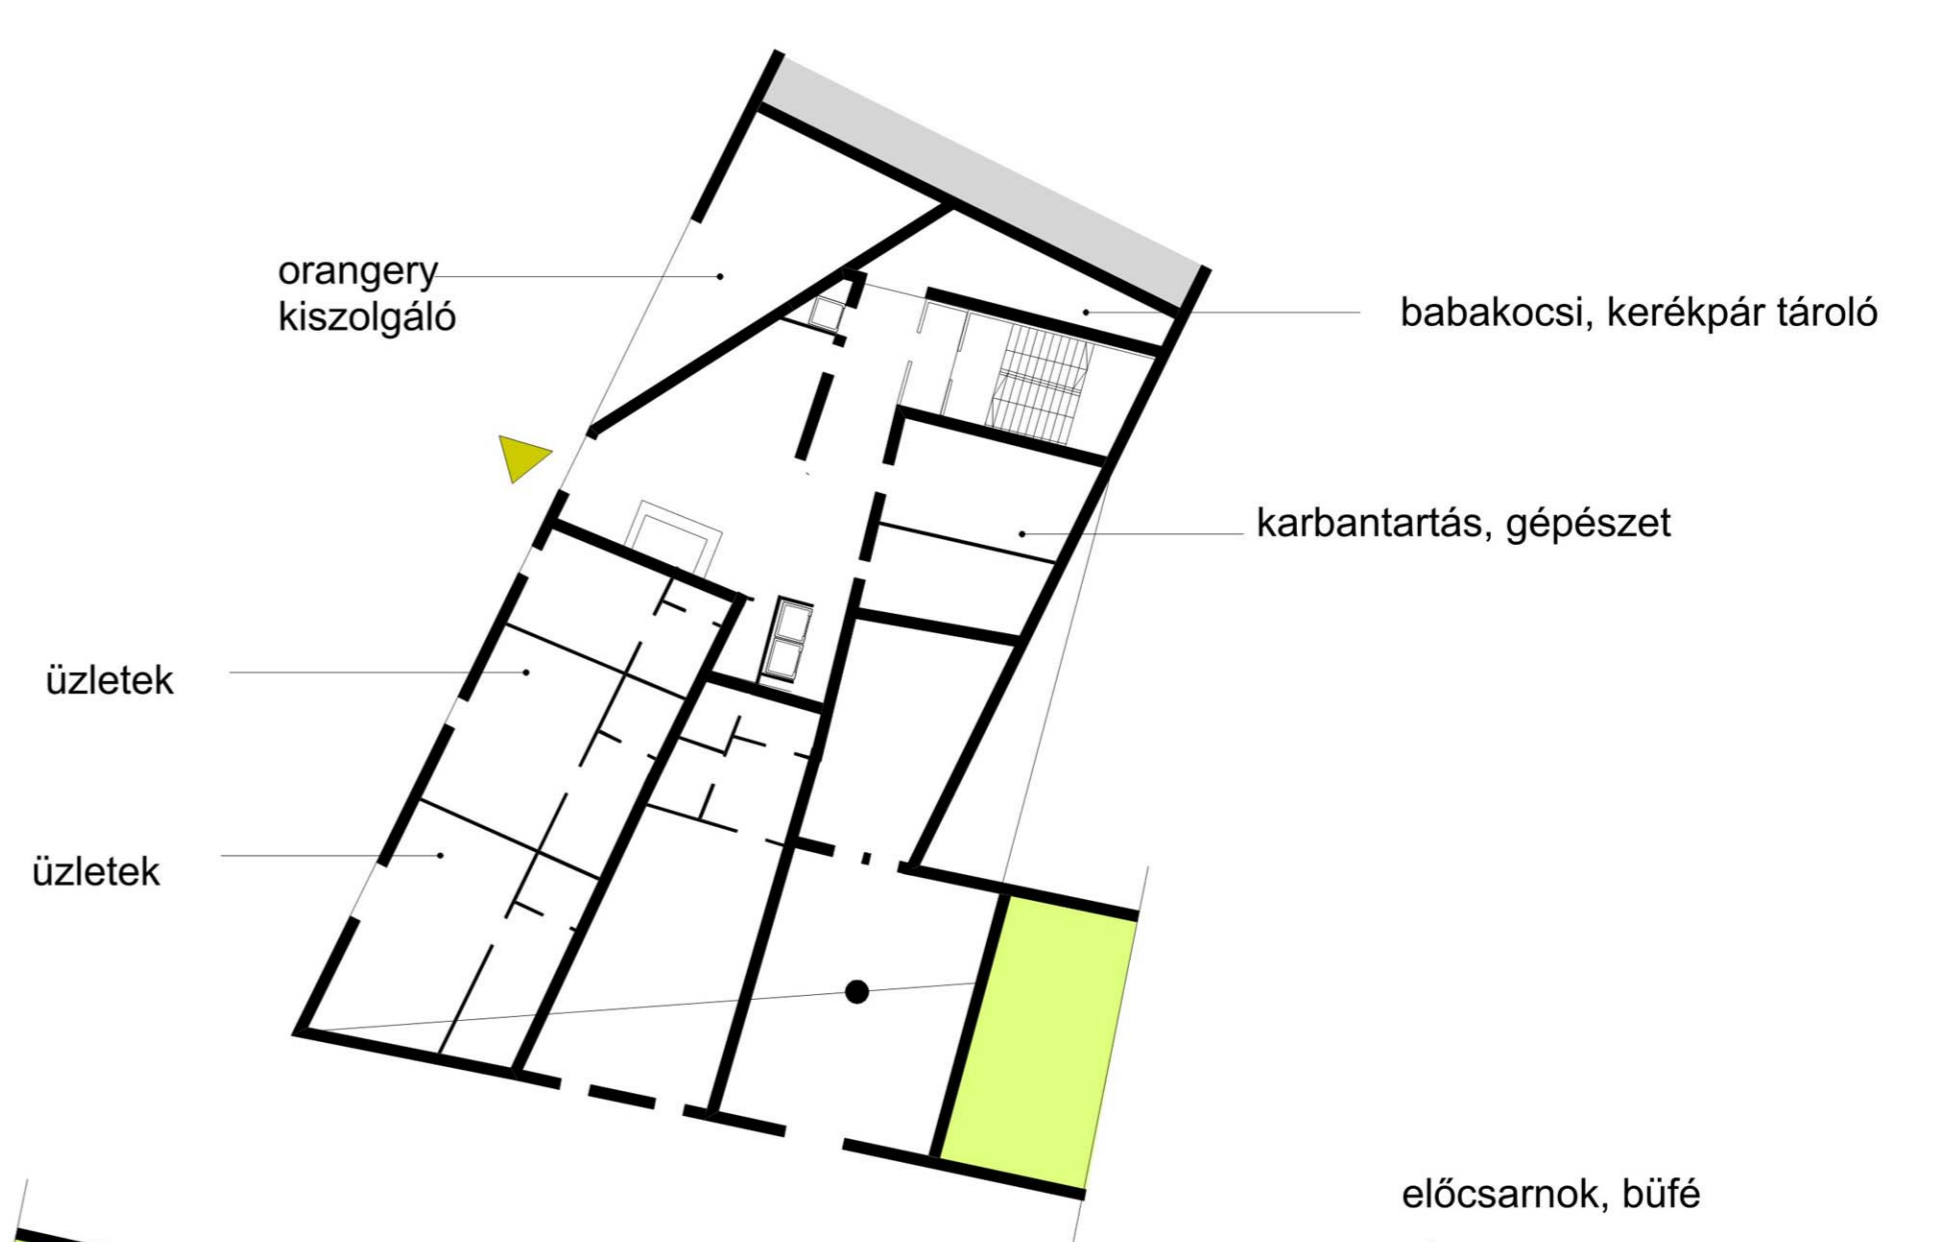 orangery
kiszolgáló
babakocsi, kerékpár tároló
karbantartás, gépészet
üzletek
üzletek
előcsarnok, büfé